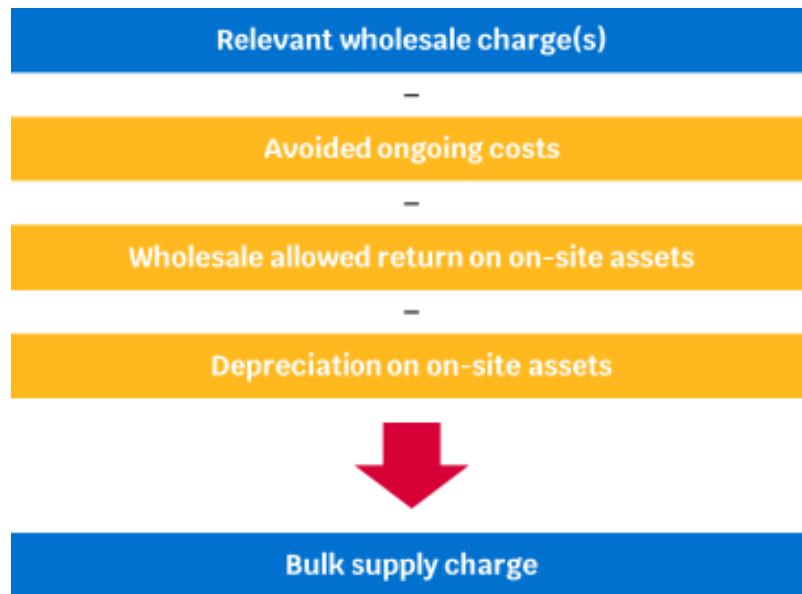 Relevant wholesale charge(s)
–
Avoided ongoing costs
–
Wholesale allowed return on on-site assets
–
Depreciation on on-site assets
Bulk supply charge